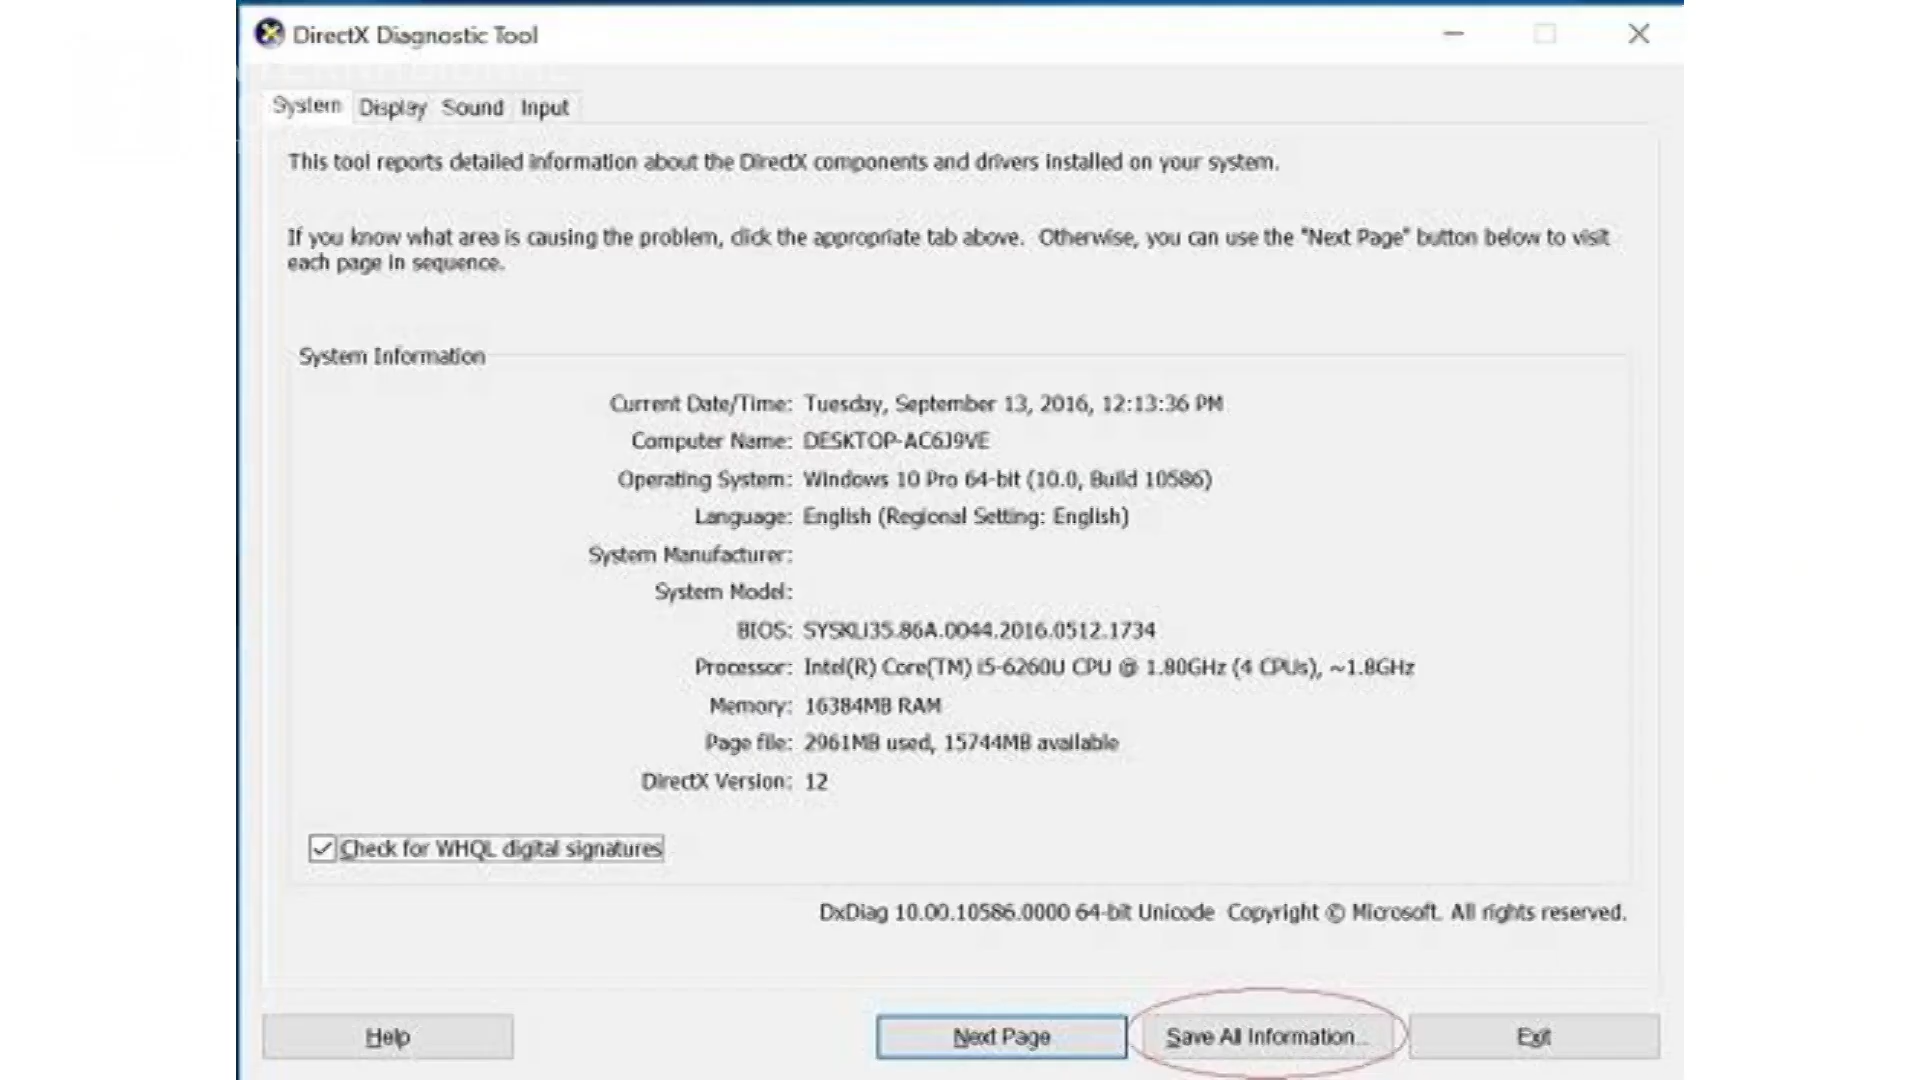 DirectX Diagnostic Tool
System Display Sound Input
This tool reports detailed information about the DirectX components and drivers installed on your system.
If you know what area is causing the problem, click the appropriate tab above. Otherwise, you can use the "Next Page" button below to visit
each page in sequence.
System Information
Current Date/Time: Tuesday, September 13, 2016, 12:13:36 PM
Computer Name: DESKTOP-AC6J9VE
Operating System: Windows 10 Pro 64-bit (10.0, Build 10586)
Language: English (Regional Setting: English)
System Manufacturer:
System Model:
BIOS: SYSKLI35.86A.0044.2016.0512.1734
Processor: Intel(R) Core(TM) i5-6260U CPU @ 1.80GHz (4 CPUs), ~1.8GHz
Memory: 16384MB RAM
Page file: 2961MB used, 15744MB available
DirectX Version: 12
Check for WHQL digital signatures
DxDiag 10.00.10586.0000 64-bit Unicode Copyright © Microsoft. All rights reserved.
Help Next Page Save All Information... Exit